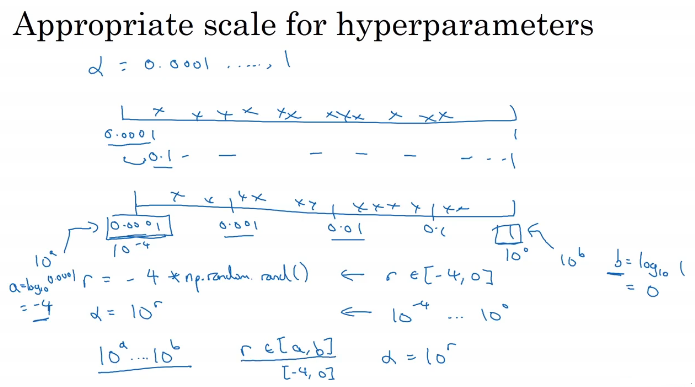 Appropriate scale for hyperparameters
α = 0.0001 ....., 1
0.0001 1
0.1 - - - - - - - - 1
0.0001 0.001 0.01 0.1 1
10^a 10^-4 10^0 10^b b = log10 1
a = log10 0.0001 r = -4 * np.random.rand() ← r ∈ [-4, 0] = 0
= -4 α = 10^r ← 10^-4 ... 10^0
10^a .... 10^b r ∈ [a, b] α = 10^r
[-4, 0]